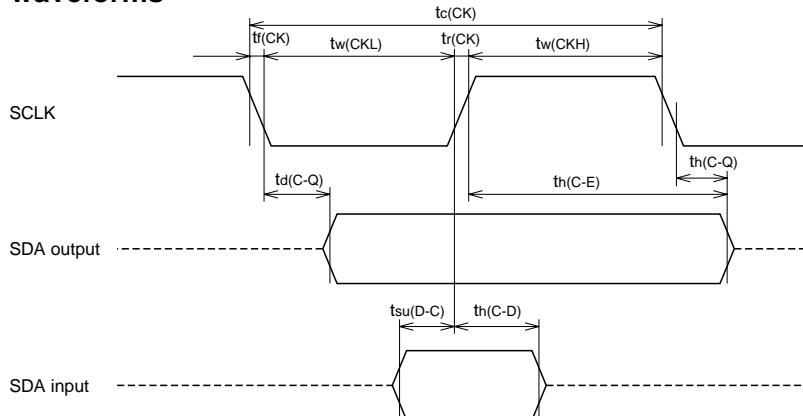 tc(CK)
tf(CK) tw(CKL) tr(CK) tw(CKH)
SCLK
th(C-Q)
td(C-Q) th(C-E)
SDA output
tsu(D-C) th(C-D)
SDA input